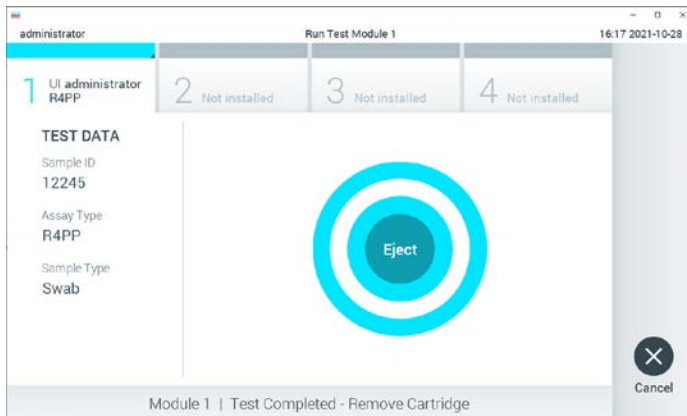 administrator Run Test Module 1 16:17 2021-10-28
1 UI administrator
R4PP
2 Not installed
3 Not installed
4 Not installed
TEST DATA
Sample ID
12245
Assay Type
R4PP
Sample Type
Swab
Eject
Cancel
Module 1 | Test Completed - Remove Cartridge